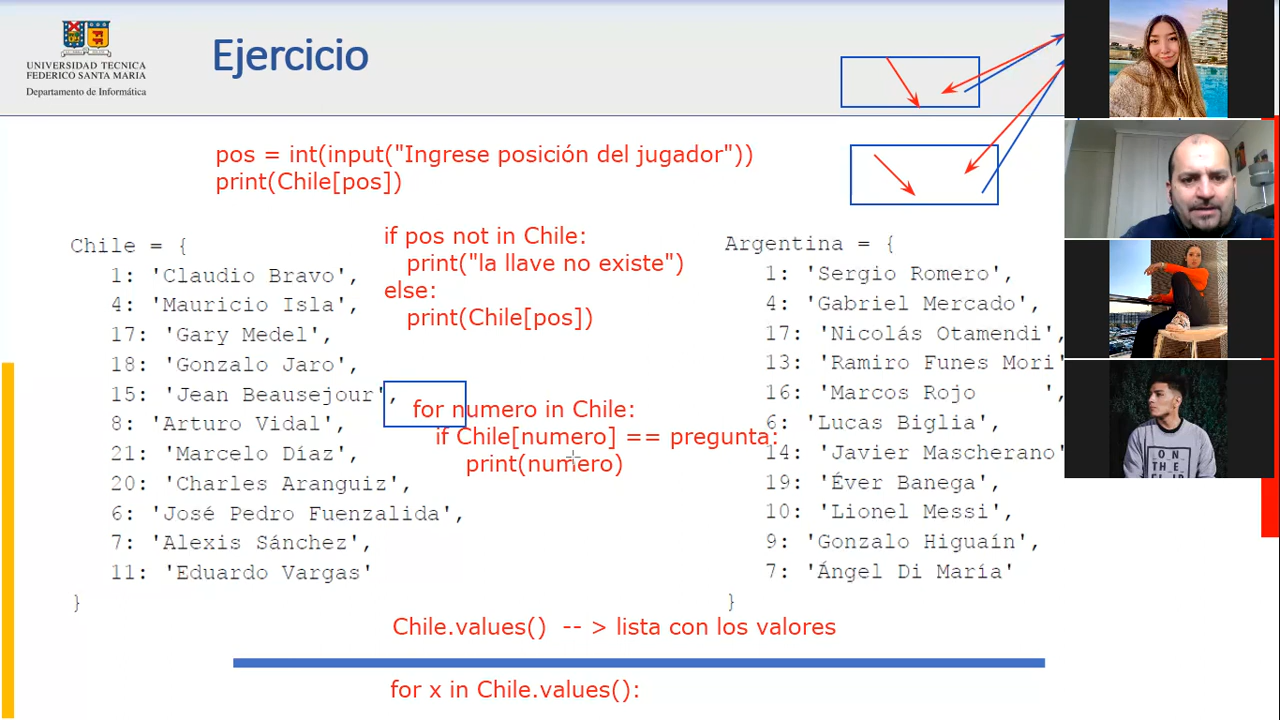 UNIVERSIDAD TECNICA
FEDERICO SANTA MARIA
Departamento de Informática
Ejercicio
pos = int(input("Ingrese posición del jugador"))
print(Chile[pos])
if pos not in Chile:
print("la llave no existe")
else:
print(Chile[pos])
Chile = {
1: 'Claudio Bravo',
4: 'Mauricio Isla',
17: 'Gary Medel',
18: 'Gonzalo Jaro',
15: 'Jean Beausejour',
8: 'Arturo Vidal',
21: 'Marcelo Díaz',
20: 'Charles Aranguiz',
6: 'José Pedro Fuenzalida',
7: 'Alexis Sánchez',
11: 'Eduardo Vargas'
}
for numero in Chile:
if Chile[numero] == pregunta:
print(numero)
Argentina = {
1: 'Sergio Romero',
4: 'Gabriel Mercado',
17: 'Nicolás Otamendi',
13: 'Ramiro Funes Mori'
16: 'Marcos Rojo ',
6: 'Lucas Biglia',
14: 'Javier Mascherano'
19: 'Éver Banega',
10: 'Lionel Messi',
9: 'Gonzalo Higuaín',
7: 'Ángel Di María'
}
Chile.values() -- > lista con los valores
for x in Chile.values():
ON
THE